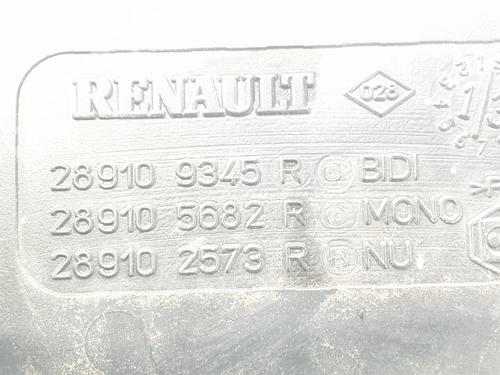 RENAULT
028
28910 9345 R C BIDI
28910 5682 R C MONO
28910 2573 R B NU